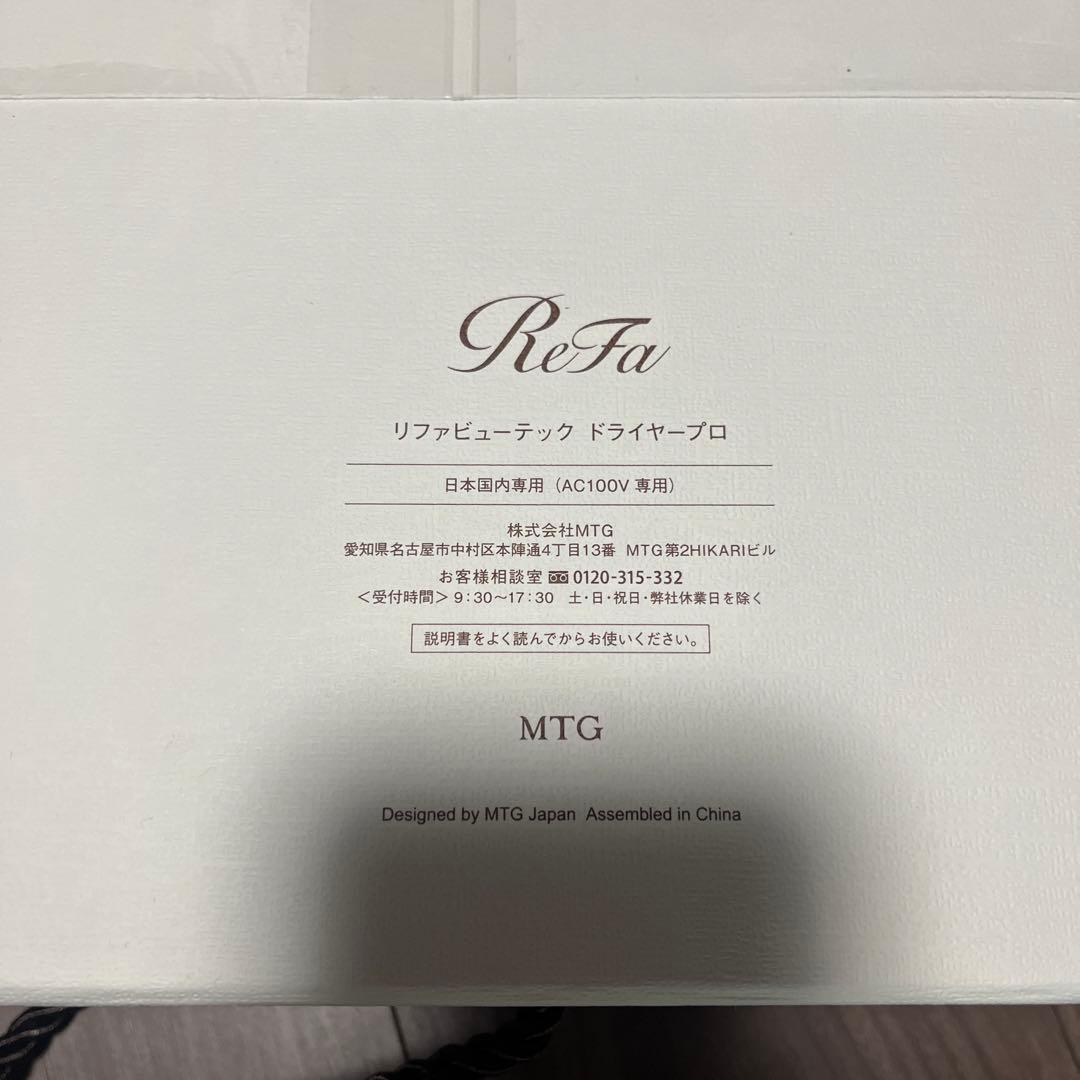 ReFa
リファビューテック ドライヤープロ
日本国内専用（AC100V 専用）
株式会社MTG
愛知県名古屋市中村区本陣通4丁目13番 MTG第2HIKARIビル
お客様相談室 0120-315-332
＜受付時間＞9：30～17：30 土・日・祝日・弊社休業日を除く
説明書をよく読んでからお使いください。
MTG
Designed by MTG Japan Assembled in China